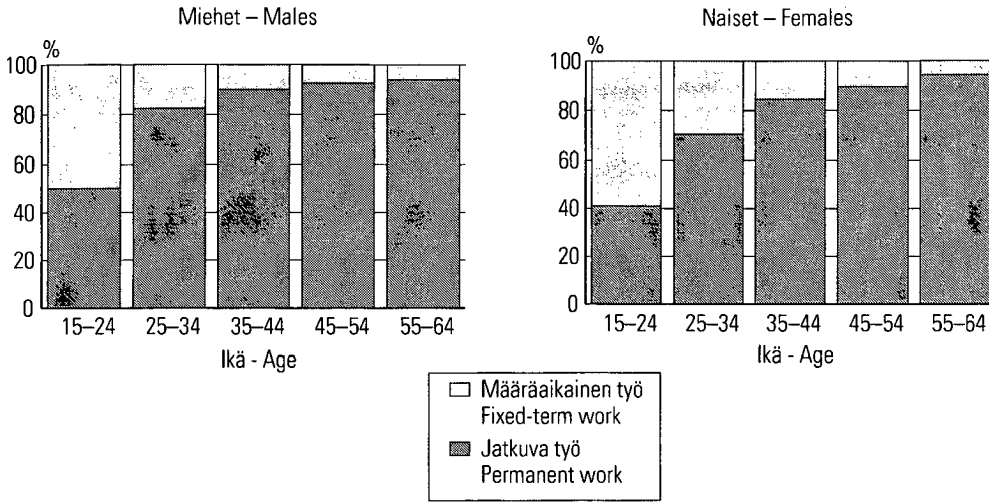 Miehet – Males
%
100
80
60
40
20
0
15–24 25–34 35–44 45–54 55–64
Ikä - Age
Naiset – Females
%
100
80
60
40
20
0
15–24 25–34 35–44 45–54 55–64
Ikä - Age
Määräaikainen työ
Fixed-term work
Jatkuva työ
Permanent work